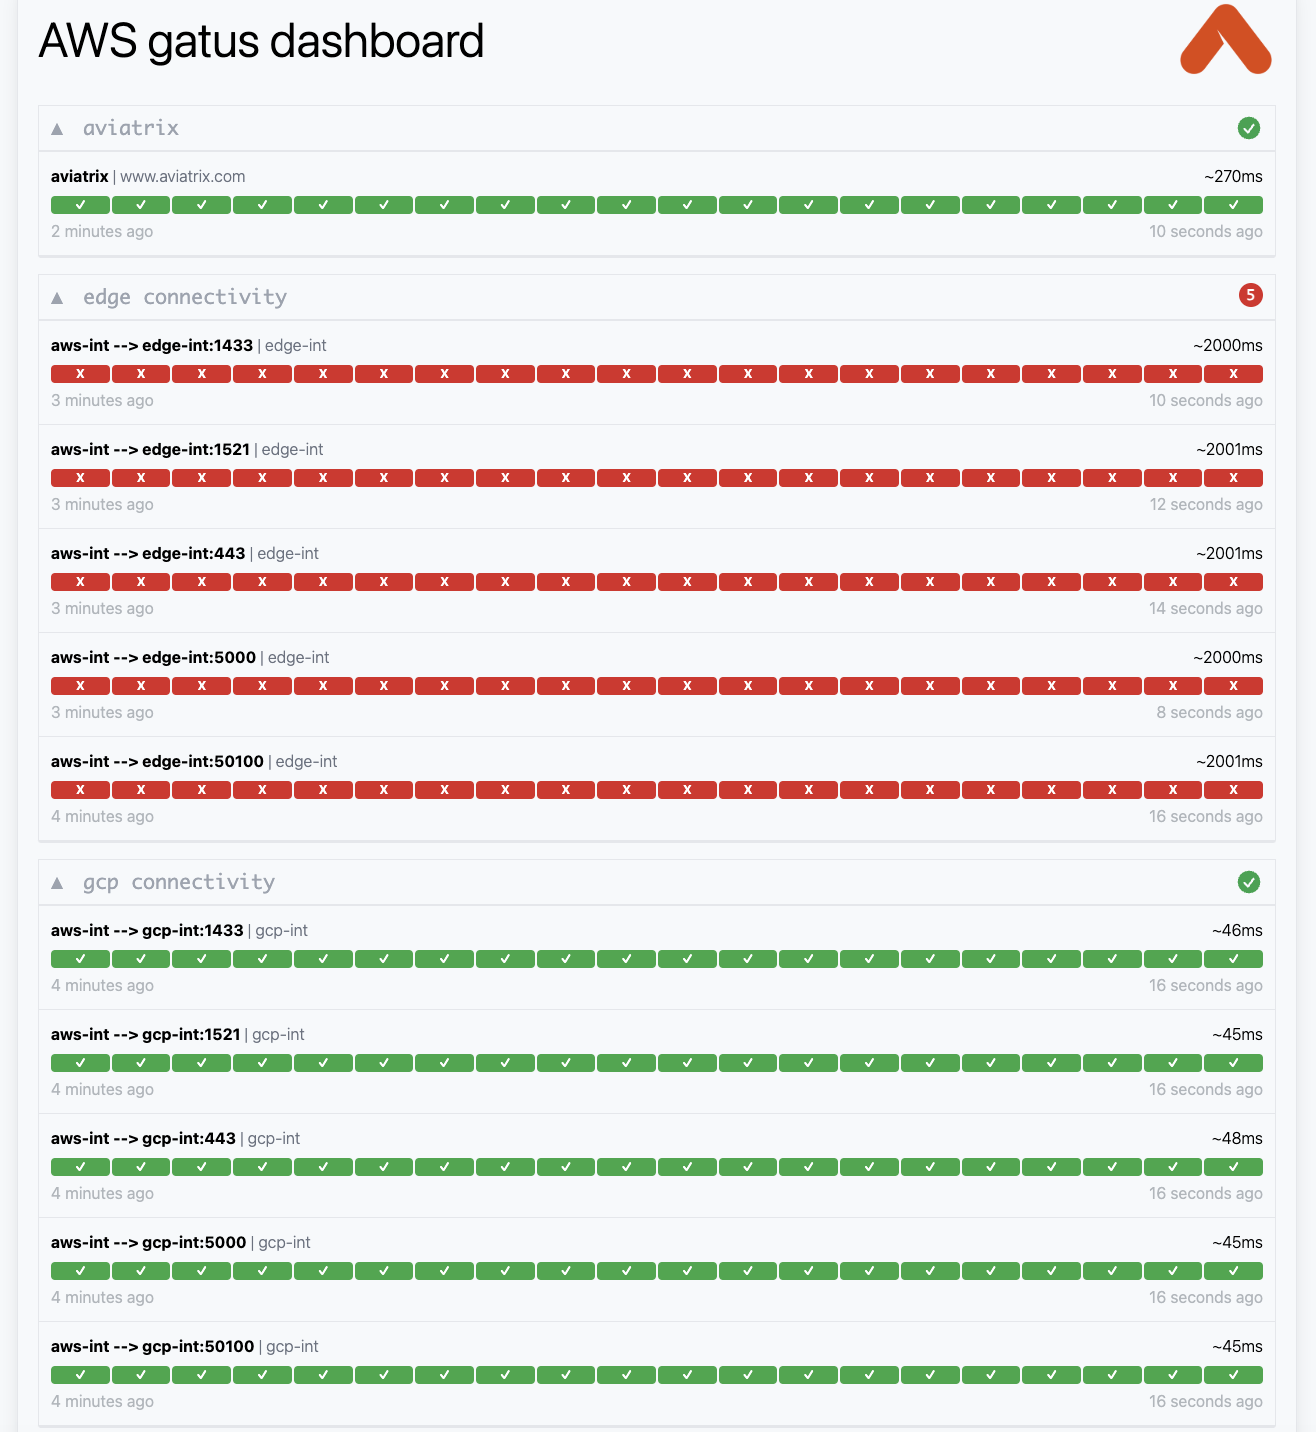 AWS gatus dashboard
▲ aviatrix
aviatrix | www.aviatrix.com ~270ms
2 minutes ago 10 seconds ago
▲ edge connectivity 5
aws-int --> edge-int:1433 | edge-int ~2000ms
X X X X X X X X X X X X X X X X X X X X
3 minutes ago 10 seconds ago
aws-int --> edge-int:1521 | edge-int ~2001ms
X X X X X X X X X X X X X X X X X X X X
3 minutes ago 12 seconds ago
aws-int --> edge-int:443 | edge-int ~2001ms
X X X X X X X X X X X X X X X X X X X X
3 minutes ago 14 seconds ago
aws-int --> edge-int:5000 | edge-int ~2000ms
X X X X X X X X X X X X X X X X X X X X
3 minutes ago 8 seconds ago
aws-int --> edge-int:50100 | edge-int ~2001ms
X X X X X X X X X X X X X X X X X X X X
4 minutes ago 16 seconds ago
▲ gcp connectivity
aws-int --> gcp-int:1433 | gcp-int ~46ms
4 minutes ago 16 seconds ago
aws-int --> gcp-int:1521 | gcp-int ~45ms
4 minutes ago 16 seconds ago
aws-int --> gcp-int:443 | gcp-int ~48ms
4 minutes ago 16 seconds ago
aws-int --> gcp-int:5000 | gcp-int ~45ms
4 minutes ago 16 seconds ago
aws-int --> gcp-int:50100 | gcp-int ~45ms
4 minutes ago 16 seconds ago